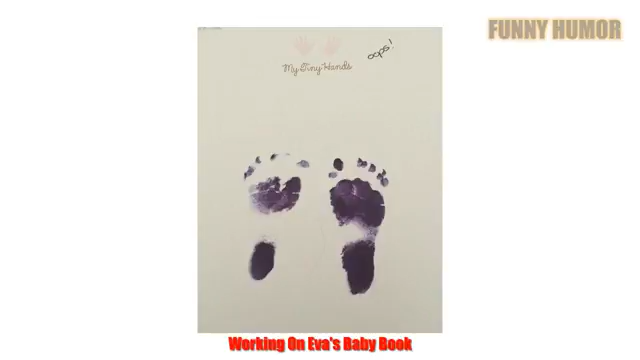 FUNNY HUMOR
oops!
My Tiny Hands
Working On Eva's Baby Book